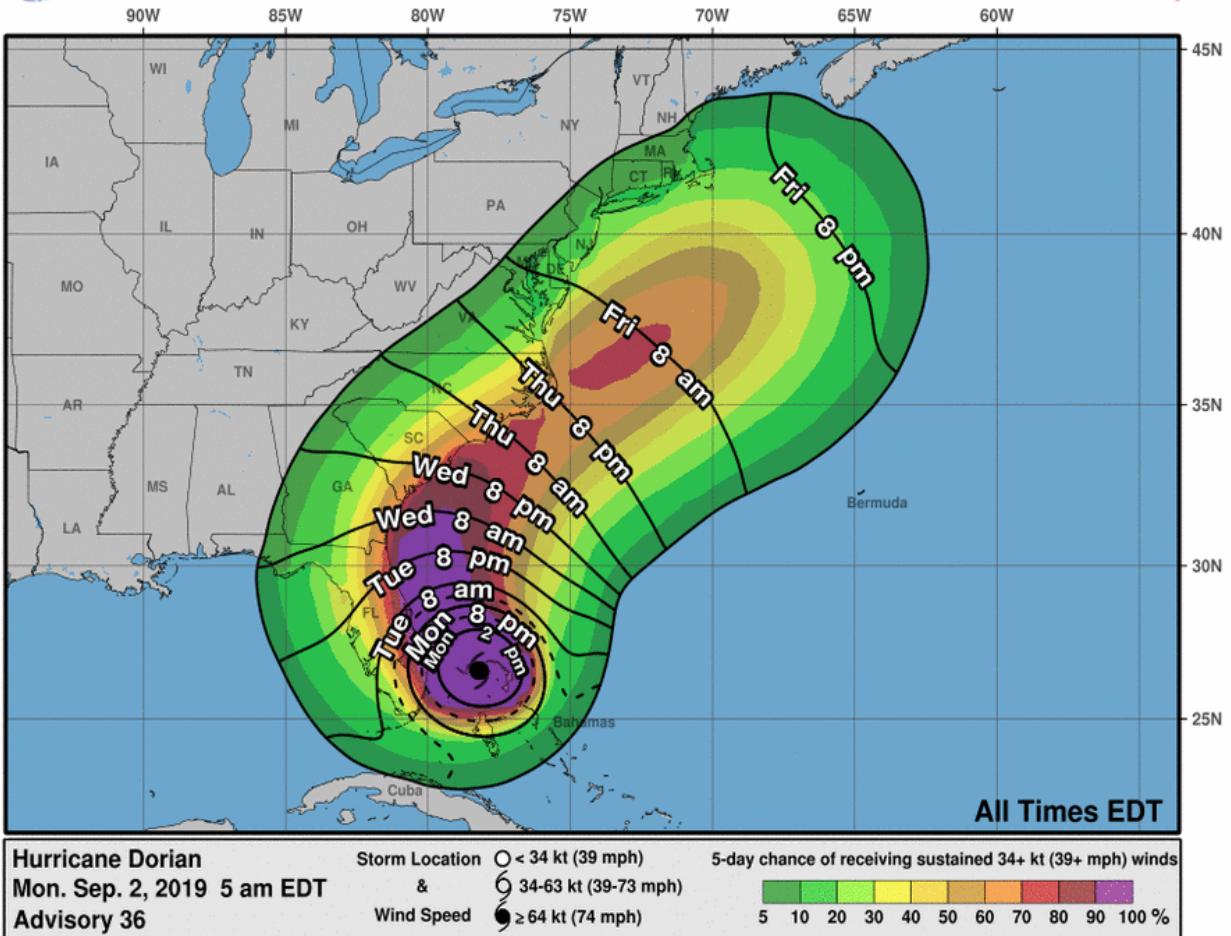 90W 85W 80W 75W 70W 65W 60W
45N
WI
VT
MI
NH
NY
MA
IA
CT RI
PA
Fri 8 pm
40N
IL IN OH
NJ
DE
MO
WV
VA
KY
Fri 8 am
TN
Thu 8 pm
NC
AR
35N
Thu 8 am
SC
Wed 8 pm
MS AL GA
Bermuda
LA
Wed 8 am
30N
Tue 8 pm
FL
Tue 8 am
Mon 8 pm
Mon 2 pm
25N
Bahamas
Cuba
All Times EDT
Hurricane Dorian
Mon. Sep. 2, 2019 5 am EDT
Advisory 36
Storm Location
&
Wind Speed
< 34 kt (39 mph)
34-63 kt (39-73 mph)
≥ 64 kt (74 mph)
5-day chance of receiving sustained 34+ kt (39+ mph) winds
5 10 20 30 40 50 60 70 80 90 100 %